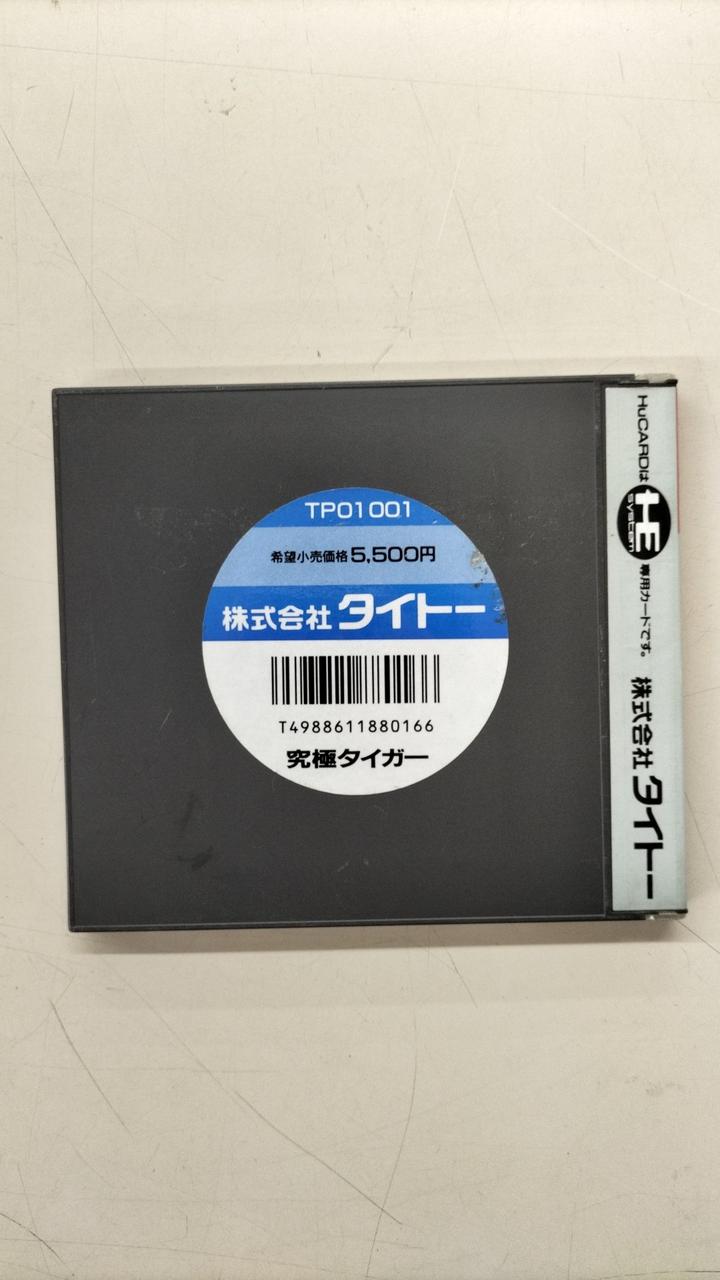 TP01001
希望小売価格5,500円
株式会社タイトー
T4988611880166
究極タイガー
HuCARDは HE system 専用カードです。 株式会社タイトー